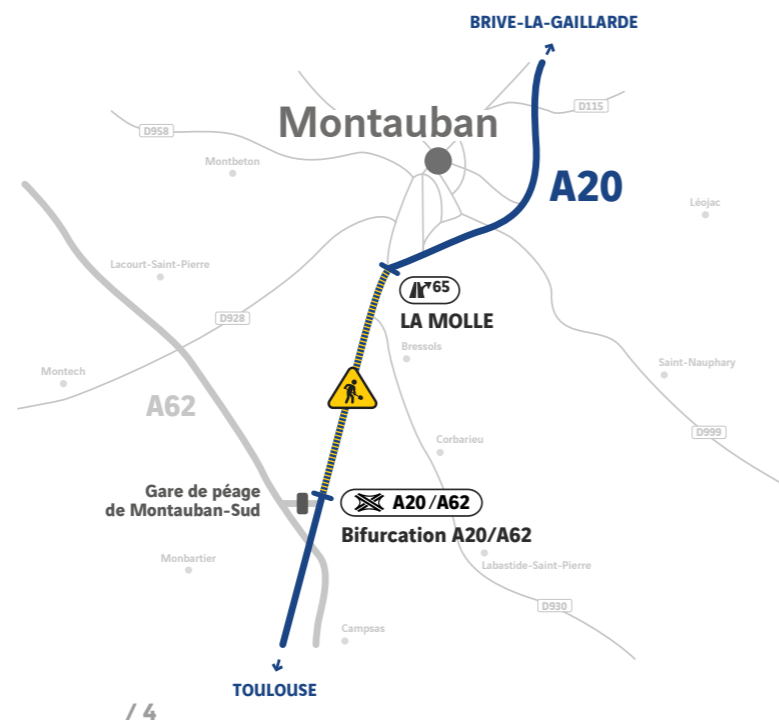 BRIVE-LA-GAILLARDE
D115
Montauban
D958
Montbeton
A20
Léojac
Lacourt-Saint-Pierre
65
LA MOLLE
D928
Bressols
Saint-Nauphary
Montech
A62
D999
Corbarieu
Gare de péage
de Montauban-Sud
A20/A62
Bifurcation A20/A62
Monbartier
Labastide-Saint-Pierre
D930
Campsas
TOULOUSE
/ 4